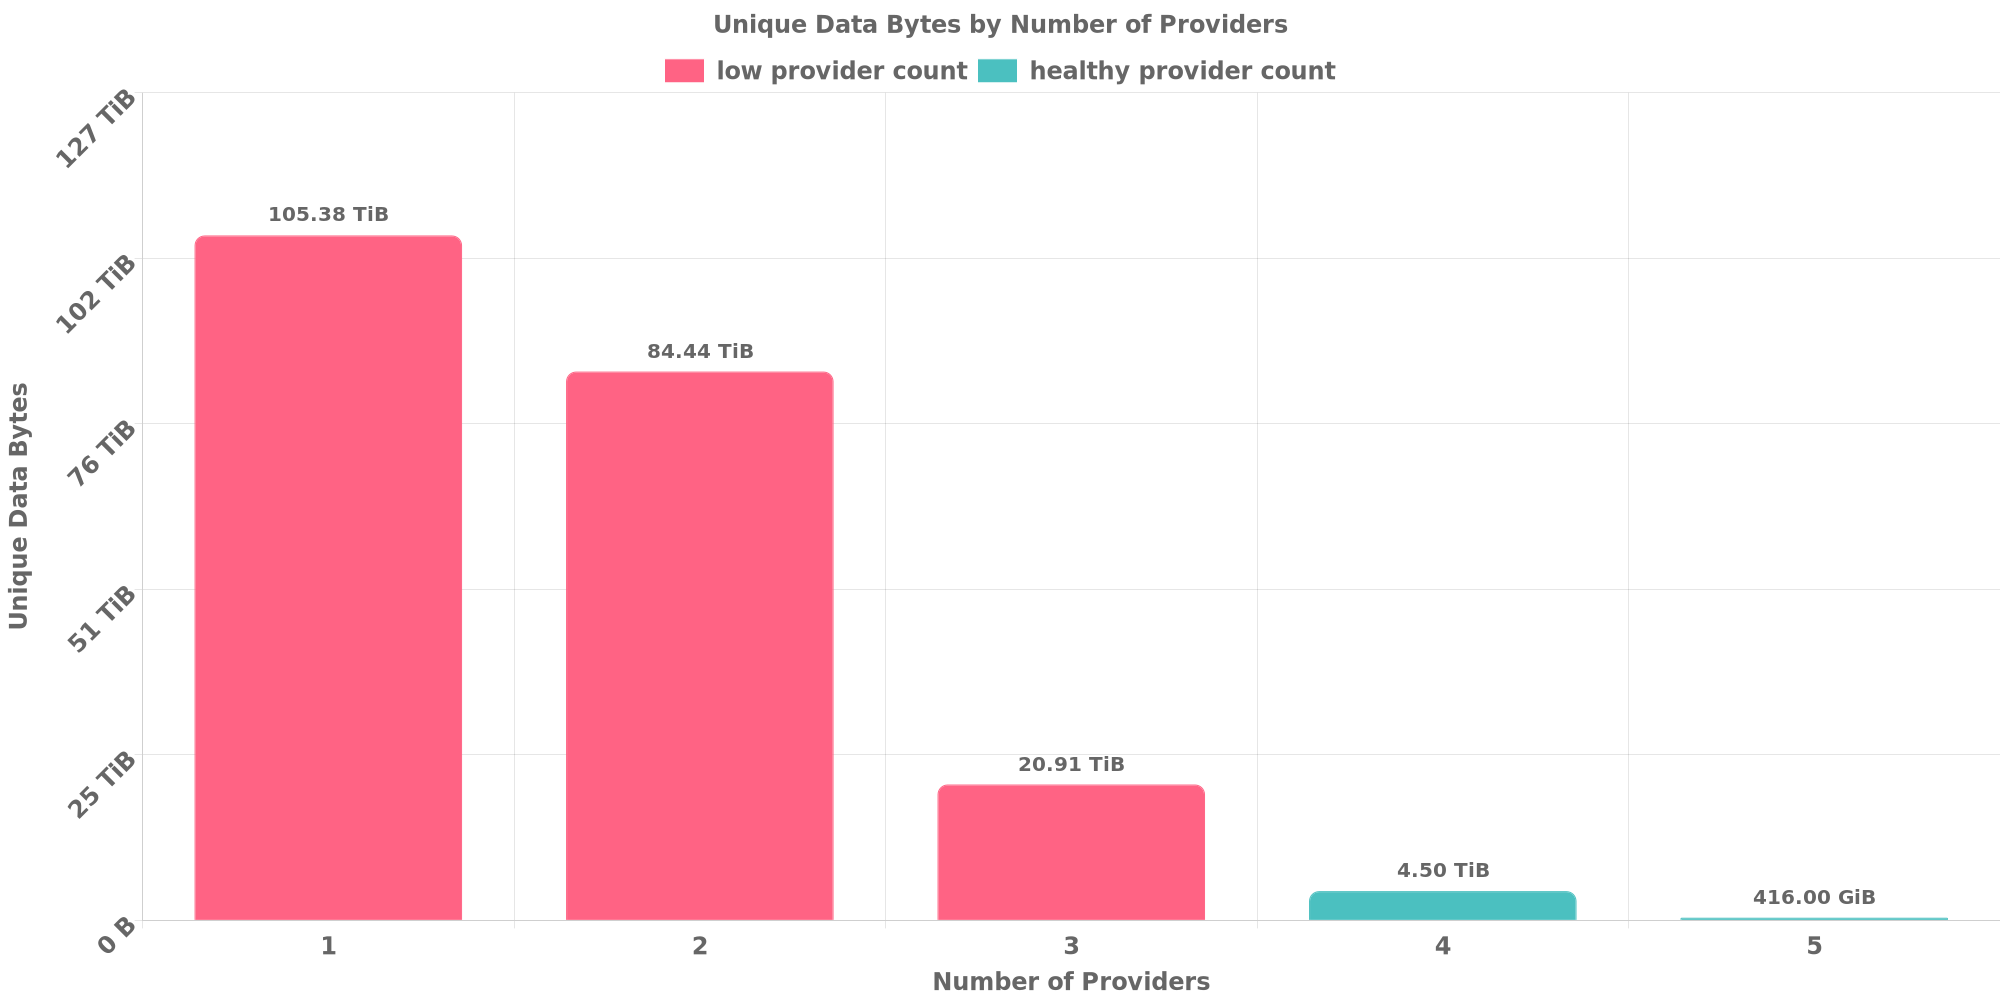 Unique Data Bytes by Number of Providers
low provider count healthy provider count
127 TiB
102 TiB
76 TiB
51 TiB
25 TiB
0 B
Unique Data Bytes
105.38 TiB
84.44 TiB
20.91 TiB
4.50 TiB
416.00 GiB
1 2 3 4 5
Number of Providers